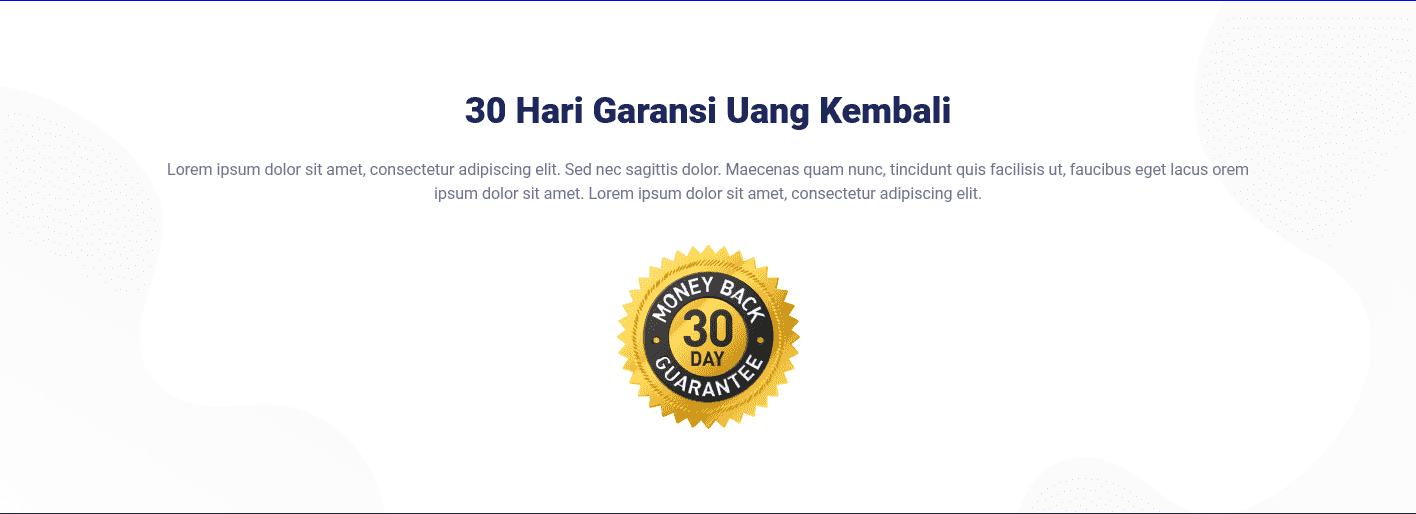 30 Hari Garansi Uang Kembali
Lorem ipsum dolor sit amet, consectetur adipiscing elit. Sed nec sagittis dolor. Maecenas quam nunc, tincidunt quis facilisis ut, faucibus eget lacus orem
ipsum dolor sit amet. Lorem ipsum dolor sit amet, consectetur adipiscing elit.
MONEY BACK
30
DAY
GUARANTEE